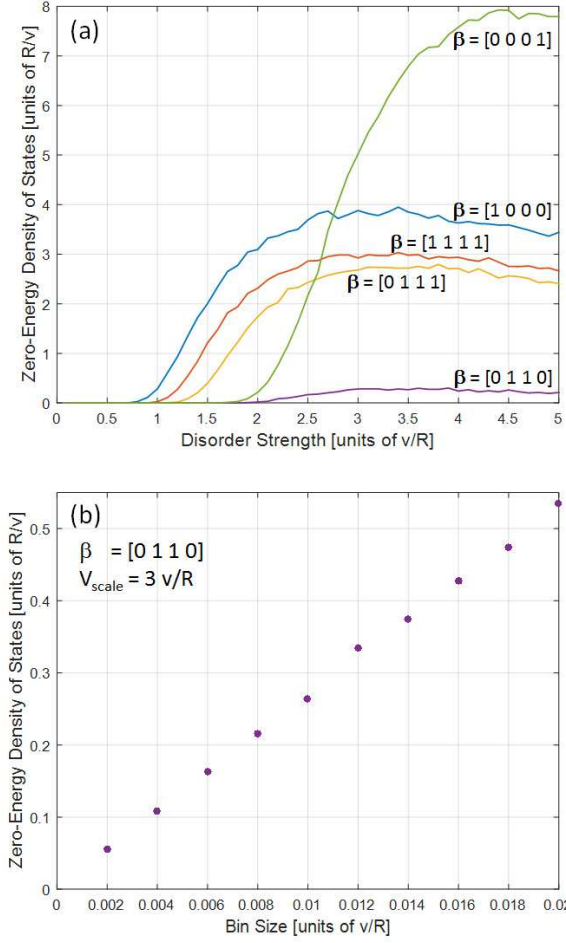 (a)
Zero-Energy Density of States [units of R/v]
8
7
6
5
4
3
2
1
0
β = [0 0 0 1]
β = [1 0 0 0]
β = [1 1 1 1]
β = [0 1 1 1]
β = [0 1 1 0]
0 0.5 1 1.5 2 2.5 3 3.5 4 4.5 5
Disorder Strength [units of v/R]
(b)
β = [0 1 1 0]
Vscale = 3 v/R
Zero-Energy Density of States [units of R/v]
0.5
0.4
0.3
0.2
0.1
0
0 0.002 0.004 0.006 0.008 0.01 0.012 0.014 0.016 0.018 0.02
Bin Size [units of v/R]